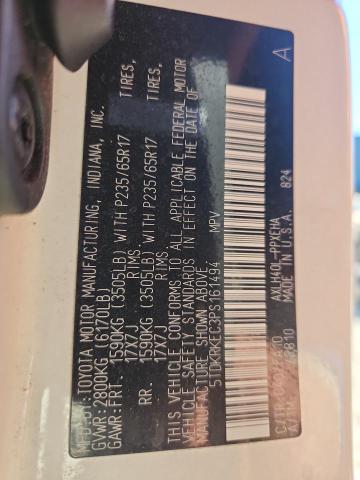 MFD.BY:TOYOTA MOTOR MANUFACTURING, INDIANA, INC.
GVWR: 2800KG (6170LB)
GAWR:FRT. 1590KG (3505LB) WITH P235/65R17 TIRES,
17X7J RIMS
RR. 1590KG (3505LB) WITH P235/65R17 TIRES,
17X7J RIMS
THIS VEHICLE CONFORMS TO ALL APPLICABLE FEDERAL MOTOR
VEHICLE SAFETY STANDARDS IN EFFECT ON THE DATE OF
MANUFACTURE SHOWN ABOVE.
5TDKRKEC3PS161494 MPV
AXLH40L-PPXEHA
MADE IN U.S.A. 824
A